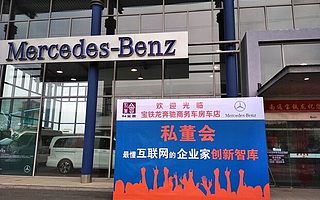 Mercedes-Benz
欢迎光临
宝铁龙奔驰商务车房车店
Mercedes-Benz
私董会
最懂互联网的企业家创新智库